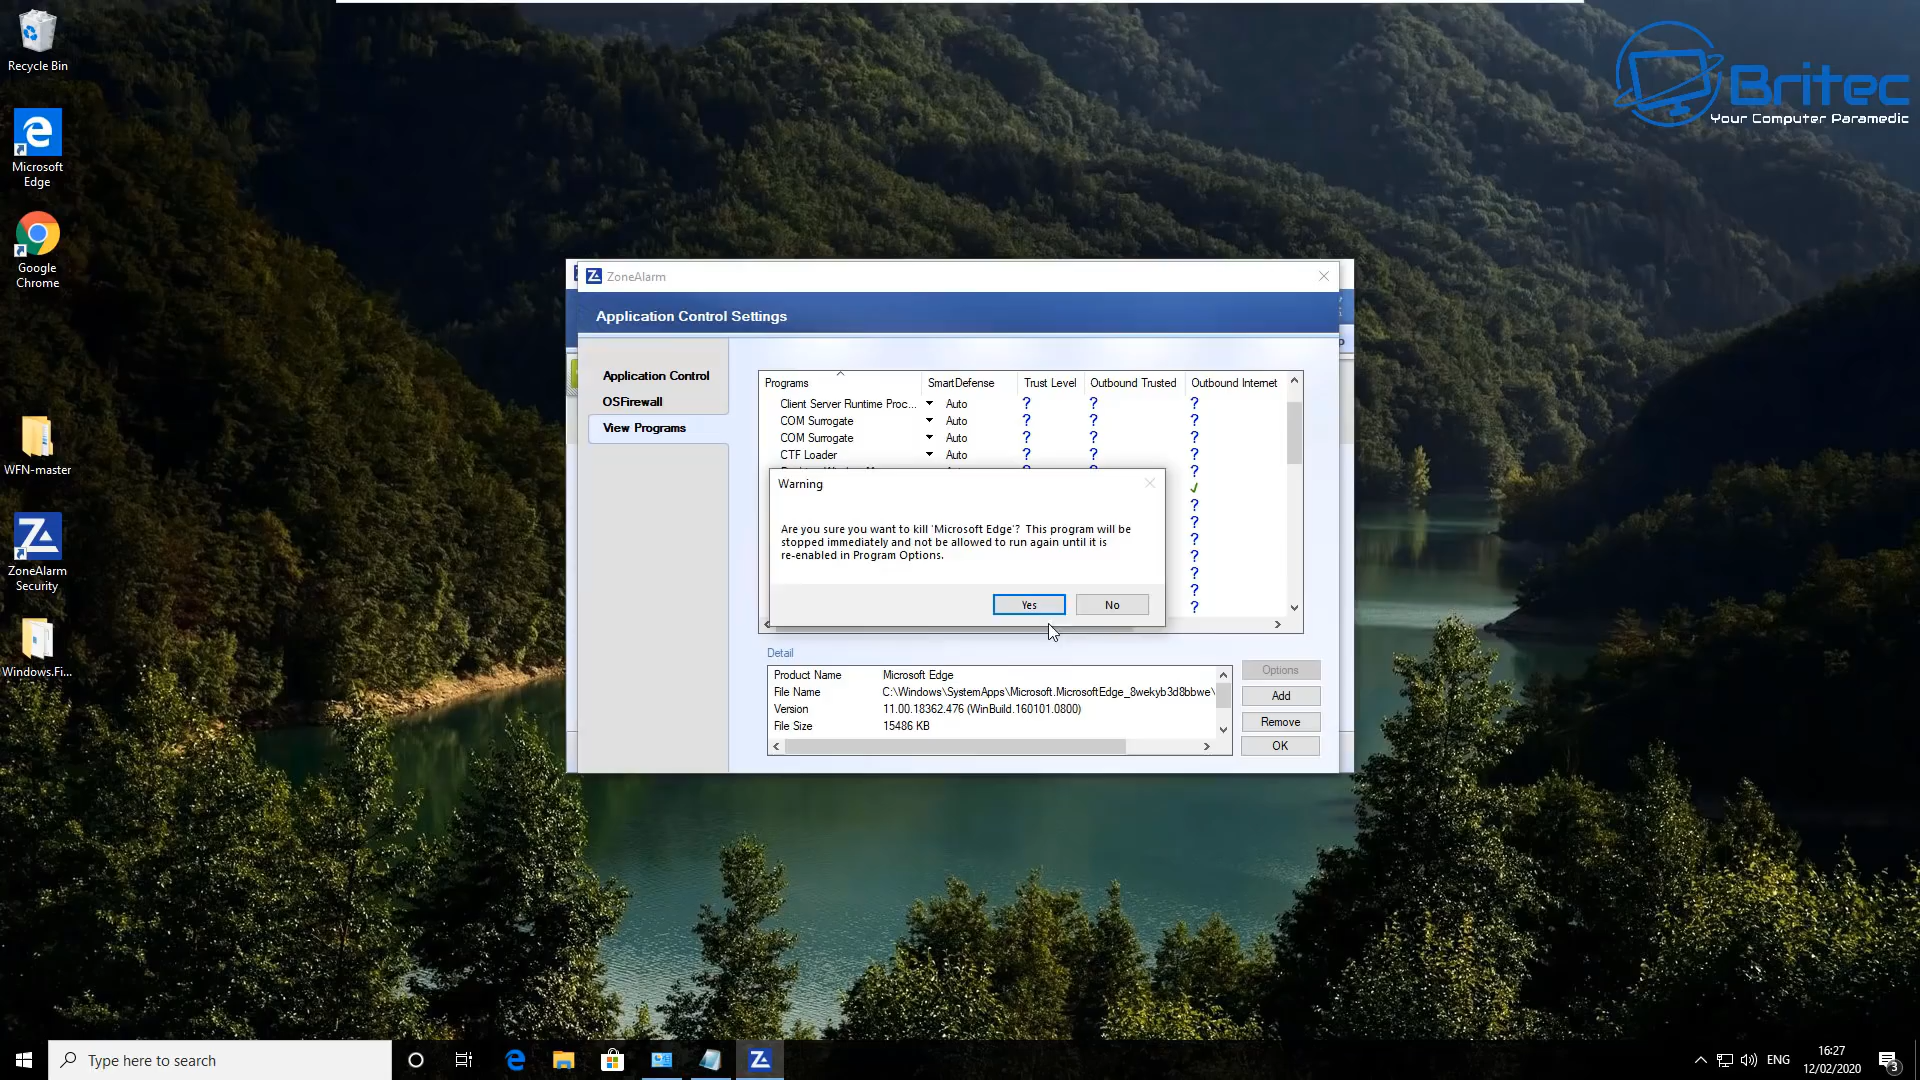 Recycle Bin
Microsoft
Edge
Google
Chrome
WFN-master
ZoneAlarm
Security
Windows.Fi...
Britec
Your Computer Paramedic
ZoneAlarm
Application Control Settings
Application Control
OSFirewall
View Programs
Programs SmartDefense Trust Level Outbound Trusted Outbound Internet
Client Server Runtime Proc... Auto ? ? ?
COM Surrogate Auto ? ? ?
COM Surrogate Auto ? ? ?
CTF Loader Auto ? ? ?
?
?
?
?
?
?
?
?
Warning
Are you sure you want to kill 'Microsoft Edge'? This program will be
stopped immediately and not be allowed to run again until it is
re-enabled in Program Options.
Yes No
Detail
Product Name Microsoft Edge
File Name C:\Windows\SystemApps\Microsoft.MicrosoftEdge_8wekyb3d8bbwe\
Version 11.00.18362.476 (WinBuild.160101.0800)
File Size 15486 KB
Options
Add
Remove
OK
Type here to search
ENG
16:27
12/02/2020
3